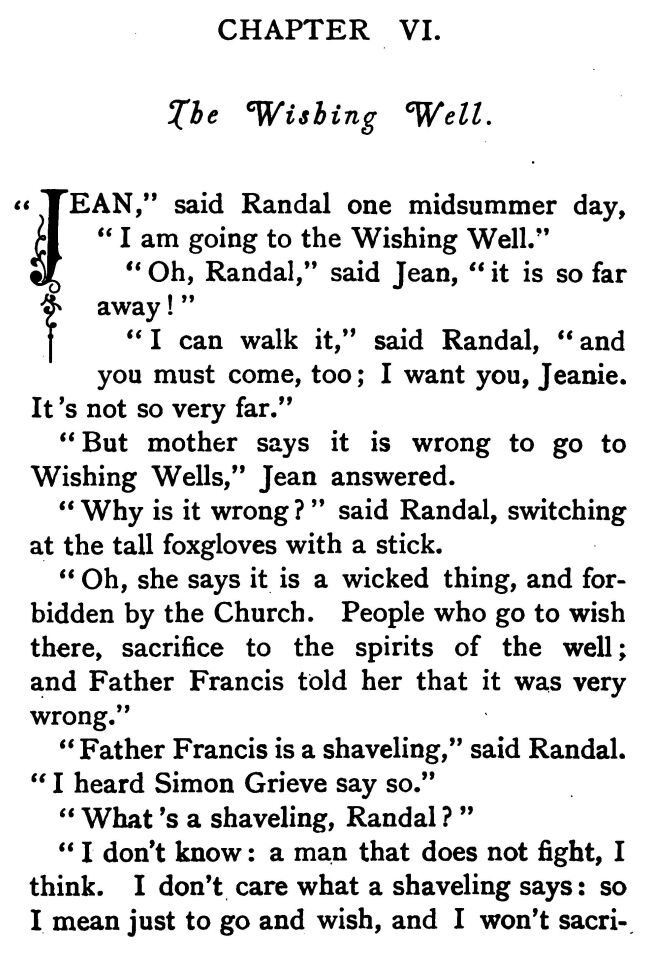 CHAPTER VI.
The Wishing Well.
"JEAN," said Randal one midsummer day,
"I am going to the Wishing Well."
"Oh, Randal," said Jean, "it is so far
away!"
"I can walk it," said Randal, "and
you must come, too; I want you, Jeanie.
It's not so very far."
"But mother says it is wrong to go to
Wishing Wells," Jean answered.
"Why is it wrong?" said Randal, switching
at the tall foxgloves with a stick.
"Oh, she says it is a wicked thing, and for-
bidden by the Church. People who go to wish
there, sacrifice to the spirits of the well;
and Father Francis told her that it was very
wrong."
"Father Francis is a shaveling," said Randal.
"I heard Simon Grieve say so."
"What's a shaveling, Randal?"
"I don't know: a man that does not fight, I
think. I don't care what a shaveling says: so
I mean just to go and wish, and I won't sacri-